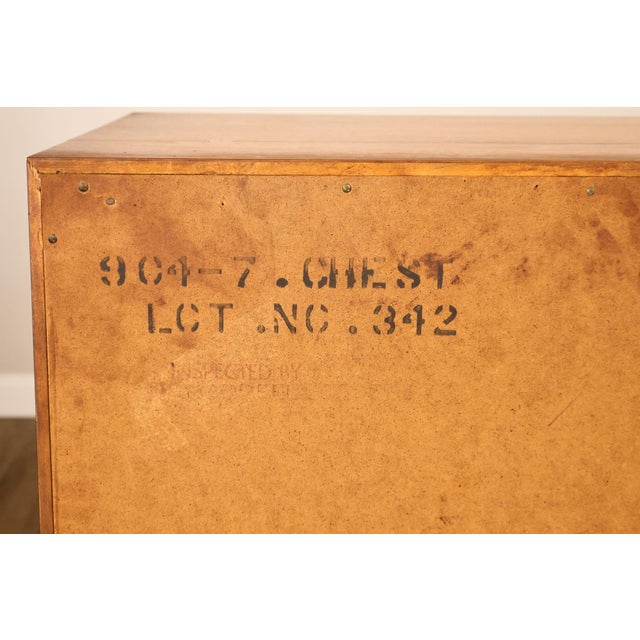 904-7. CHEST
LOT.NO.342
INSPECTED BY